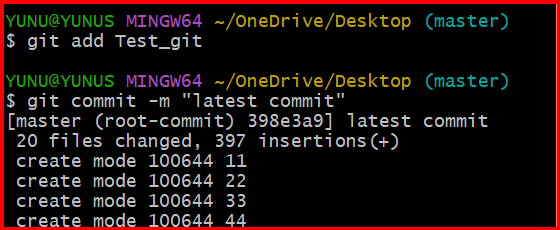 YUNU@YUNUS MINGW64 ~/OneDrive/Desktop (master)
$ git add Test_git
YUNU@YUNUS MINGW64 ~/OneDrive/Desktop (master)
$ git commit -m "latest commit"
[master (root-commit) 398e3a9] latest commit
20 files changed, 397 insertions(+)
create mode 100644 11
create mode 100644 22
create mode 100644 33
create mode 100644 44